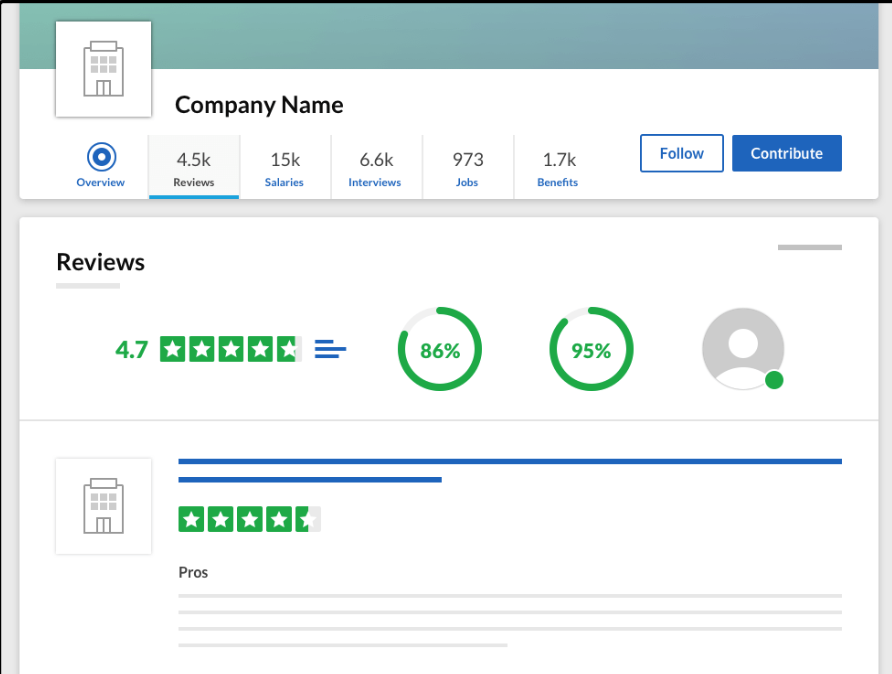 Company Name
4.5k 15k 6.6k 973 1.7k
Overview Reviews Salaries Interviews Jobs Benefits
Follow Contribute
Reviews
4.7 86% 95%
Pros